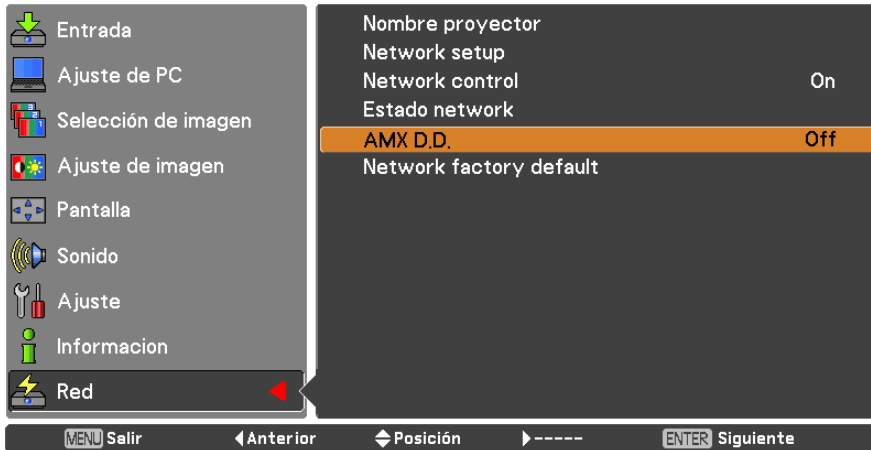 Entrada
Ajuste de PC
Selección de imagen
Ajuste de imagen
Pantalla
Sonido
Ajuste
Informacion
Red
Nombre proyector
Network setup
Network control On
Estado network
AMX D.D. Off
Network factory default
MENU Salir Anterior Posición ----- ENTER Siguiente